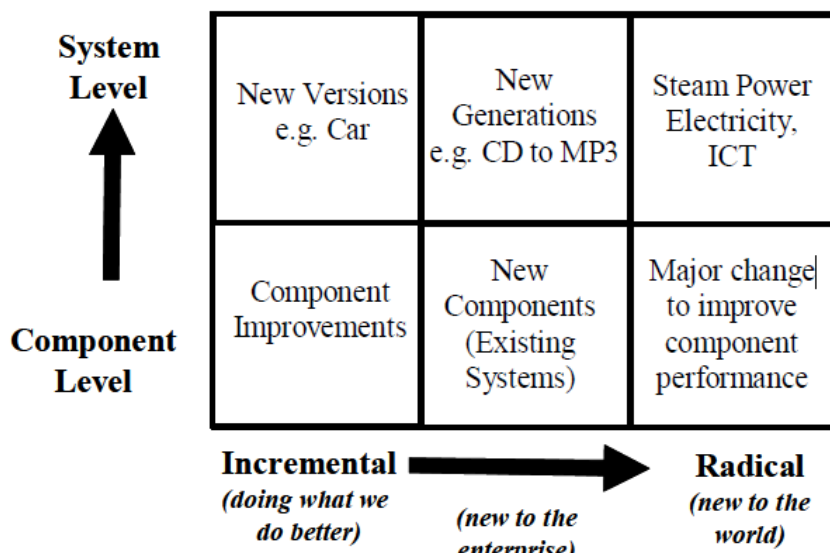 System
Level
New Versions
e.g. Car
New
Generations
e.g. CD to MP3
Steam Power
Electricity,
ICT
Component
Level
Component
Improvements
New
Components
(Existing
Systems)
Major change
to improve
component
performance
Incremental
(doing what we
do better)
(new to the
enterprise)
Radical
(new to the
world)